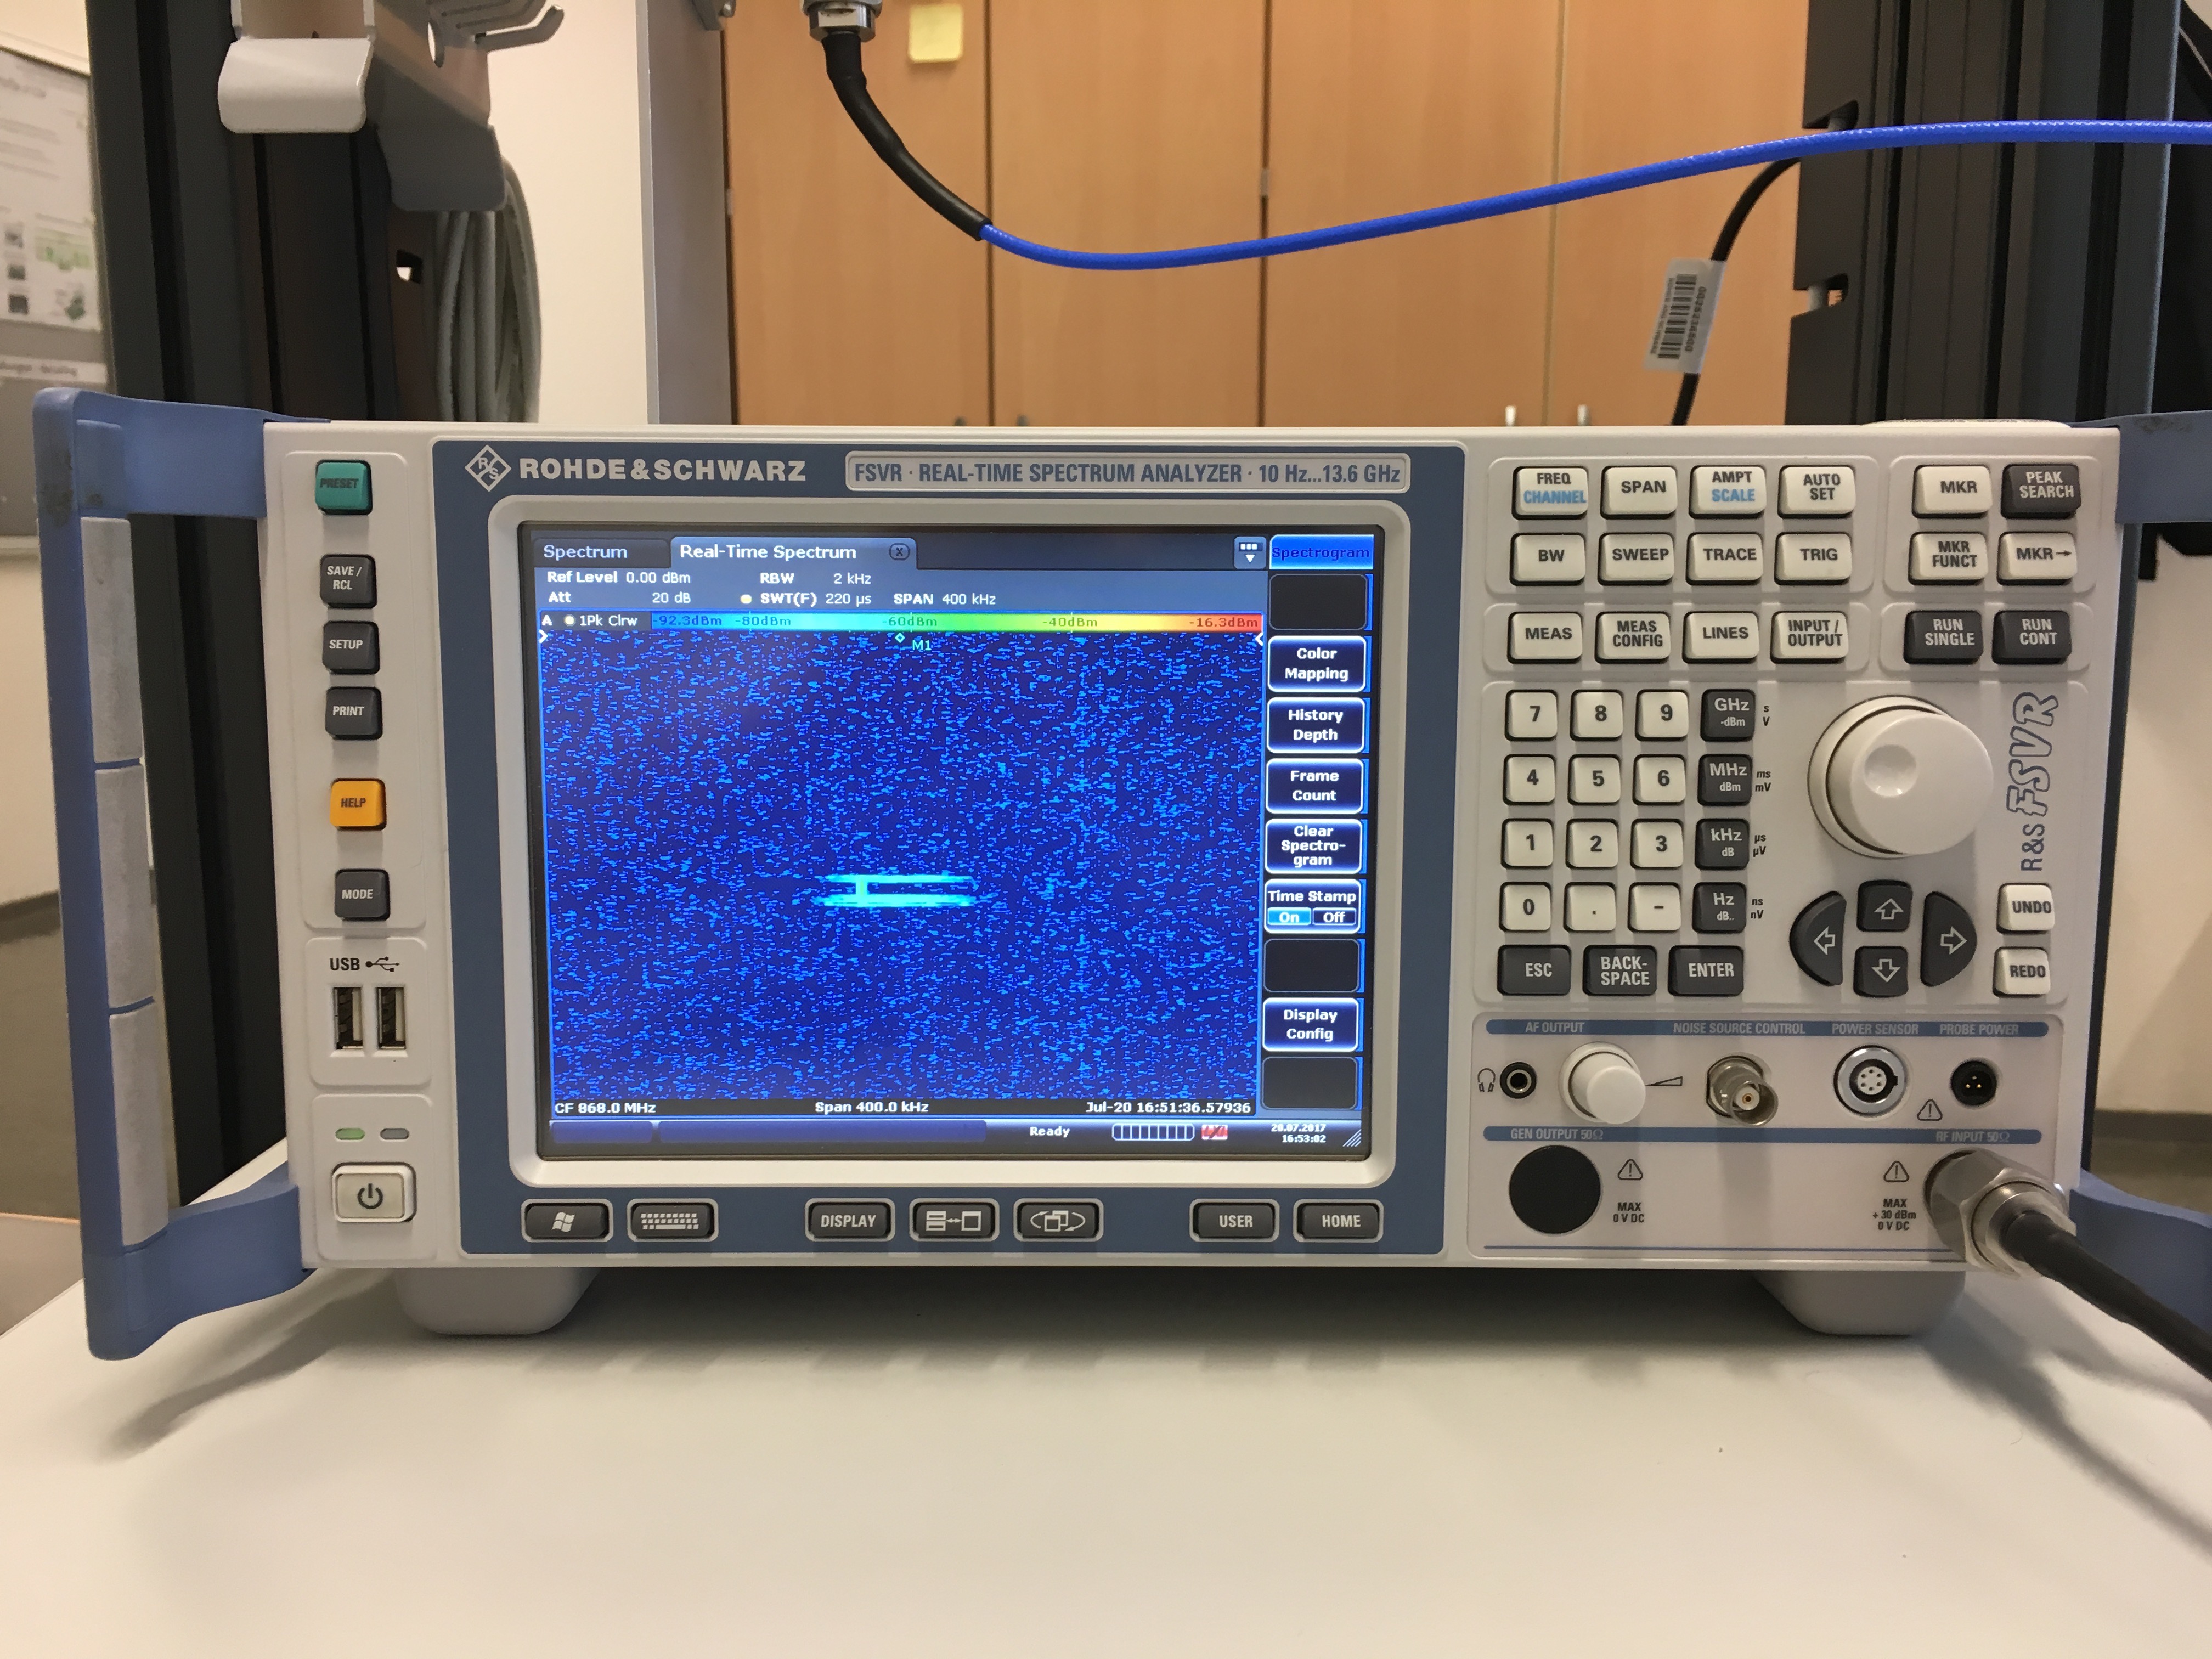 ROHDE&SCHWARZ
FSVR · REAL-TIME SPECTRUM ANALYZER · 10 Hz...13.6 GHz
PRESET
SAVE / RCL
SETUP
PRINT
HELP
MODE
USB
Spectrum
Real-Time Spectrum
X
Spectrogram
Ref Level 0.00 dBm RBW 2 kHz
Att 20 dB SWT(F) 220 µs SPAN 400 kHz
A 1Pk Clrw -92.3dBm -80dBm -60dBm -40dBm -16.3dBm
M1
Color Mapping
History Depth
Frame Count
Clear Spectro-gram
Time Stamp
On Off
Display Config
CF 868.0 MHz Span 400.0 kHz Jul-20 16:51:36.57936
Ready
20.07.2017
16:53:02
DISPLAY
USER
HOME
FREQ CHANNEL
SPAN
AMPT SCALE
AUTO SET
MKR
PEAK SEARCH
BW
SWEEP
TRACE
TRIG
MKR FUNCT
MKR→
MEAS
MEAS CONFIG
LINES
INPUT / OUTPUT
RUN SINGLE
RUN CONT
7 8 9 GHz -dBm s V
4 5 6 MHz dBm ms mV
1 2 3 kHz dB µs µV
0 . - Hz dB.. ns nV
ESC
BACK-SPACE
ENTER
UNDO
REDO
R&S FSVR
AF OUTPUT
NOISE SOURCE CONTROL
POWER SENSOR
PROBE POWER
GEN OUTPUT 50Ω
RF INPUT 50Ω
MAX
0 V DC
MAX
+ 30 dBm
0 V DC